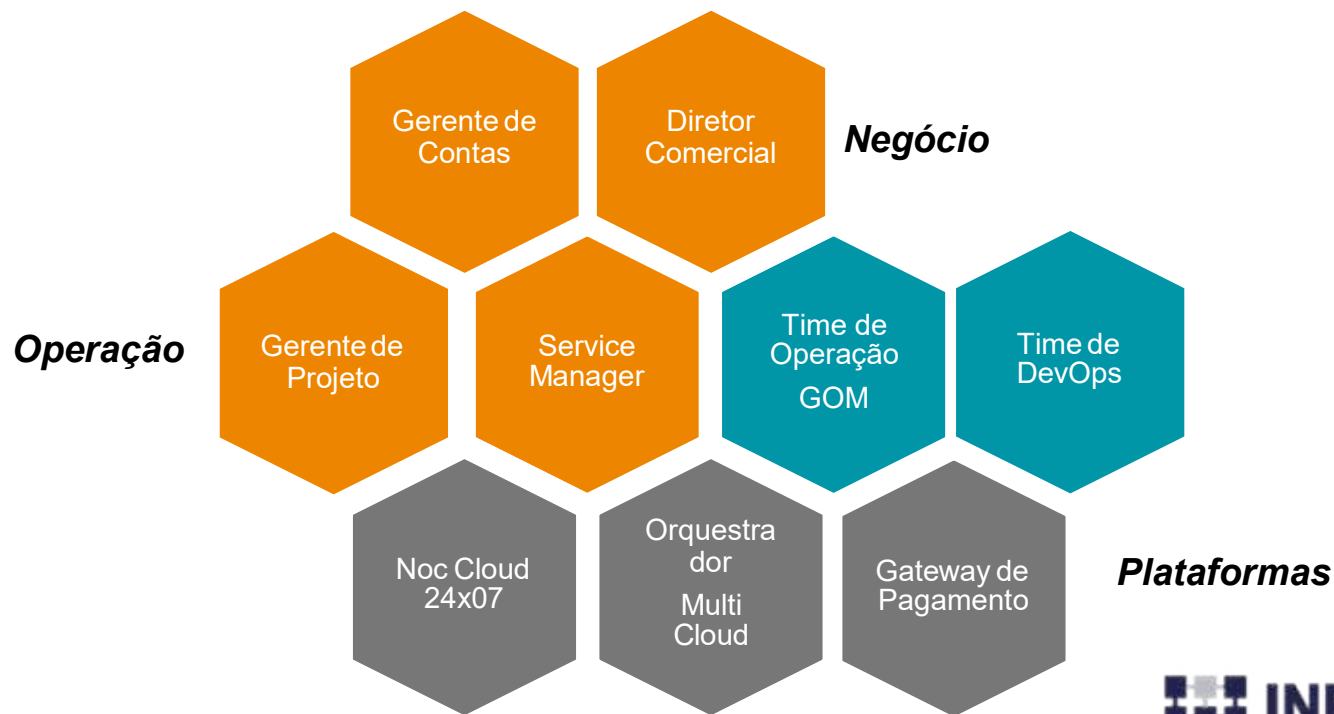 Gerente de
Contas
Diretor
Comercial
Negócio
Operação
Gerente de
Projeto
Service
Manager
Time de
Operação
GOM
Time de
DevOps
Noc Cloud
24x07
Orquestra
dor
Multi
Cloud
Gateway de
Pagamento
Plataformas